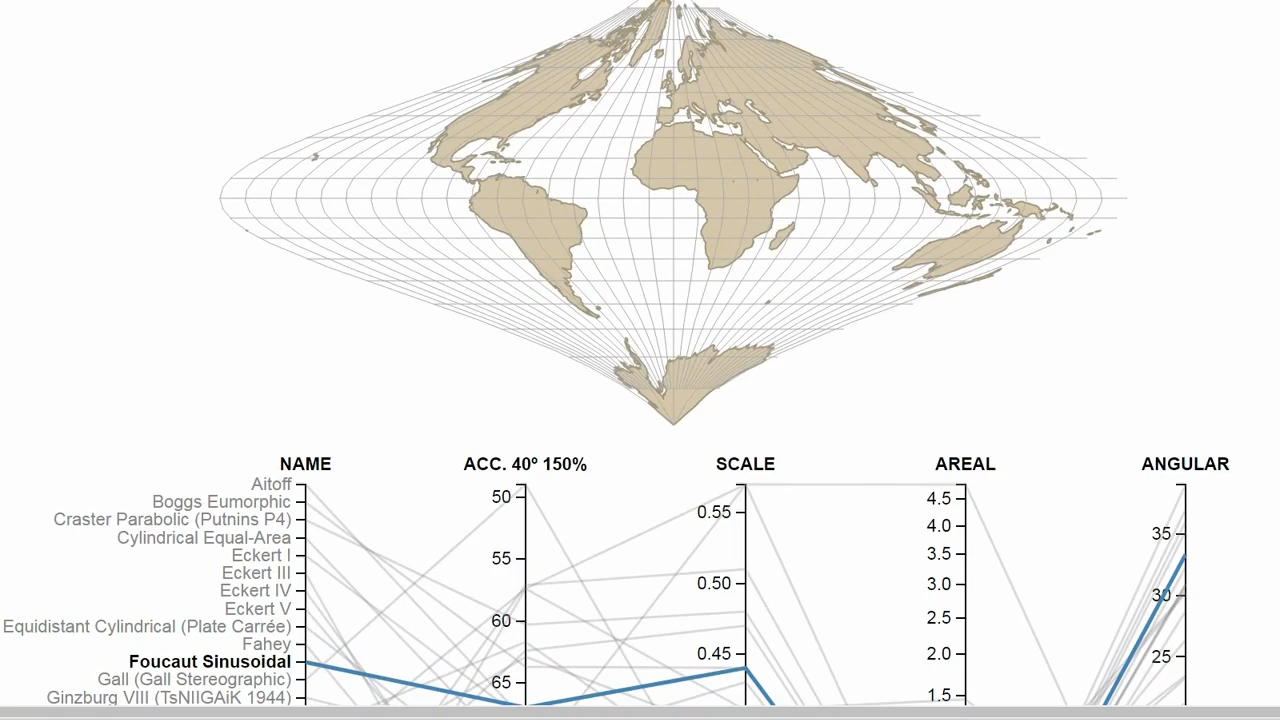 NAME ACC. 40º 150% SCALE AREAL ANGULAR
Aitoff
Boggs Eumorphic
Craster Parabolic (Putnins P4)
Cylindrical Equal-Area
Eckert I
Eckert III
Eckert IV
Eckert V
Equidistant Cylindrical (Plate Carrée)
Fahey
Foucaut Sinusoidal
Gall (Gall Stereographic)
Ginzburg VIII (TsNIIGAiK 1944)
50
55
60
65
0.55
0.50
0.45
4.5
4.0
3.5
3.0
2.5
2.0
1.5
35
30
25